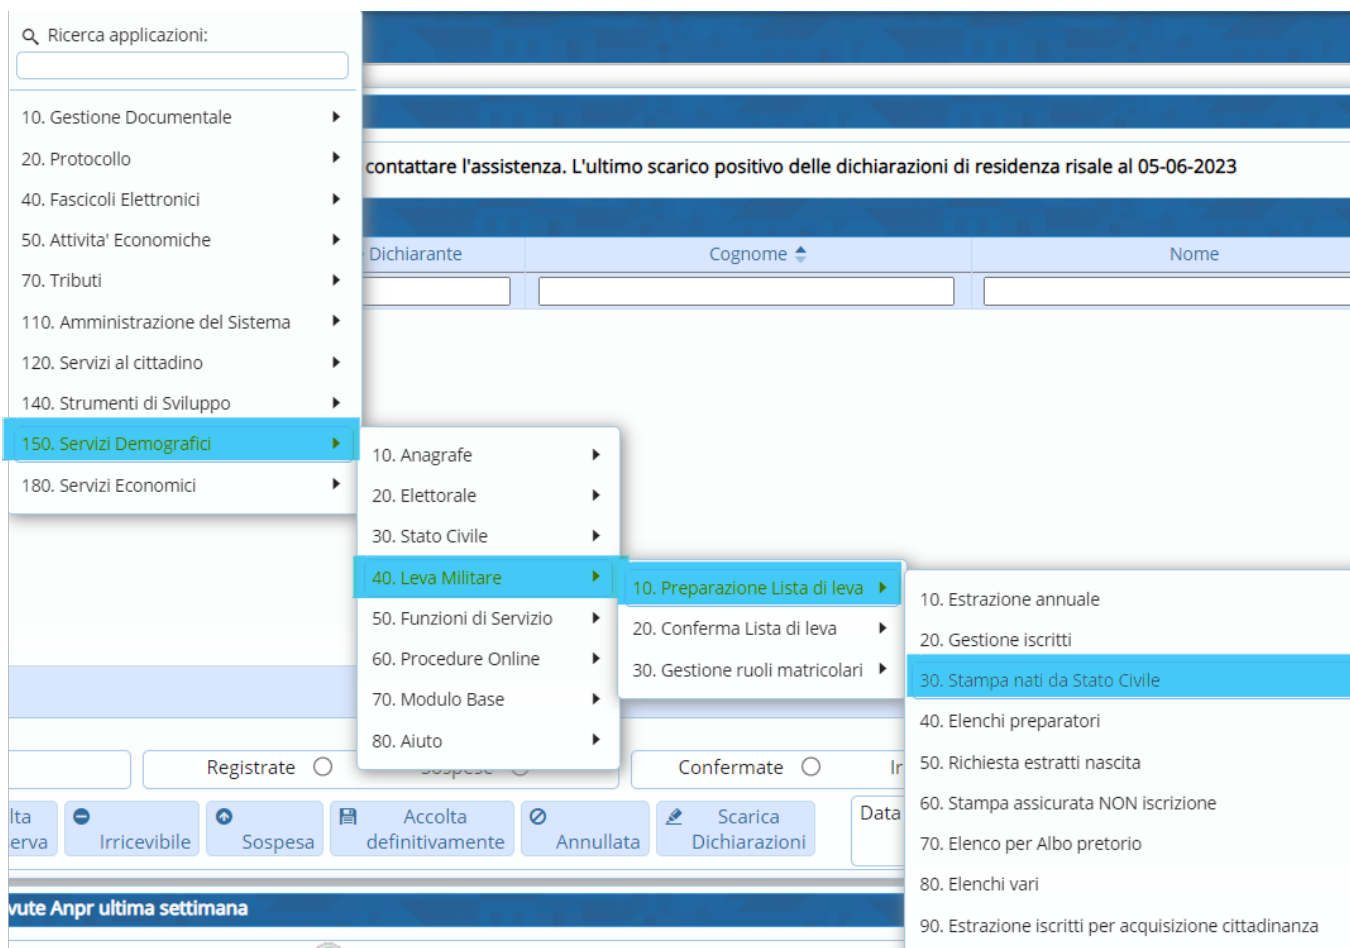 Ricerca applicazioni:
10. Gestione Documentale
20. Protocollo
40. Fascicoli Elettronici
50. Attivita' Economiche
70. Tributi
110. Amministrazione del Sistema
120. Servizi al cittadino
140. Strumenti di Sviluppo
150. Servizi Demografici
180. Servizi Economici
contattare l'assistenza. L'ultimo scarico positivo delle dichiarazioni di residenza risale al 05-06-2023
Dichiarante Cognome Nome
10. Anagrafe
20. Elettorale
30. Stato Civile
40. Leva Militare
50. Funzioni di Servizio
60. Procedure Online
70. Modulo Base
80. Aiuto
10. Preparazione Lista di leva
20. Conferma Lista di leva
30. Gestione ruoli matricolari
10. Estrazione annuale
20. Gestione iscritti
30. Stampa nati da Stato Civile
40. Elenchi preparatori
50. Richiesta estratti nascita
60. Stampa assicurata NON iscrizione
70. Elenco per Albo pretorio
80. Elenchi vari
90. Estrazione iscritti per acquisizione cittadinanza
Registrate Sospese Confermate Ir
lta
erva
Irricevibile
Sospesa
Accolta
definitivamente
Annullata
Scarica
Dichiarazioni
Data
vute Anpr ultima settimana